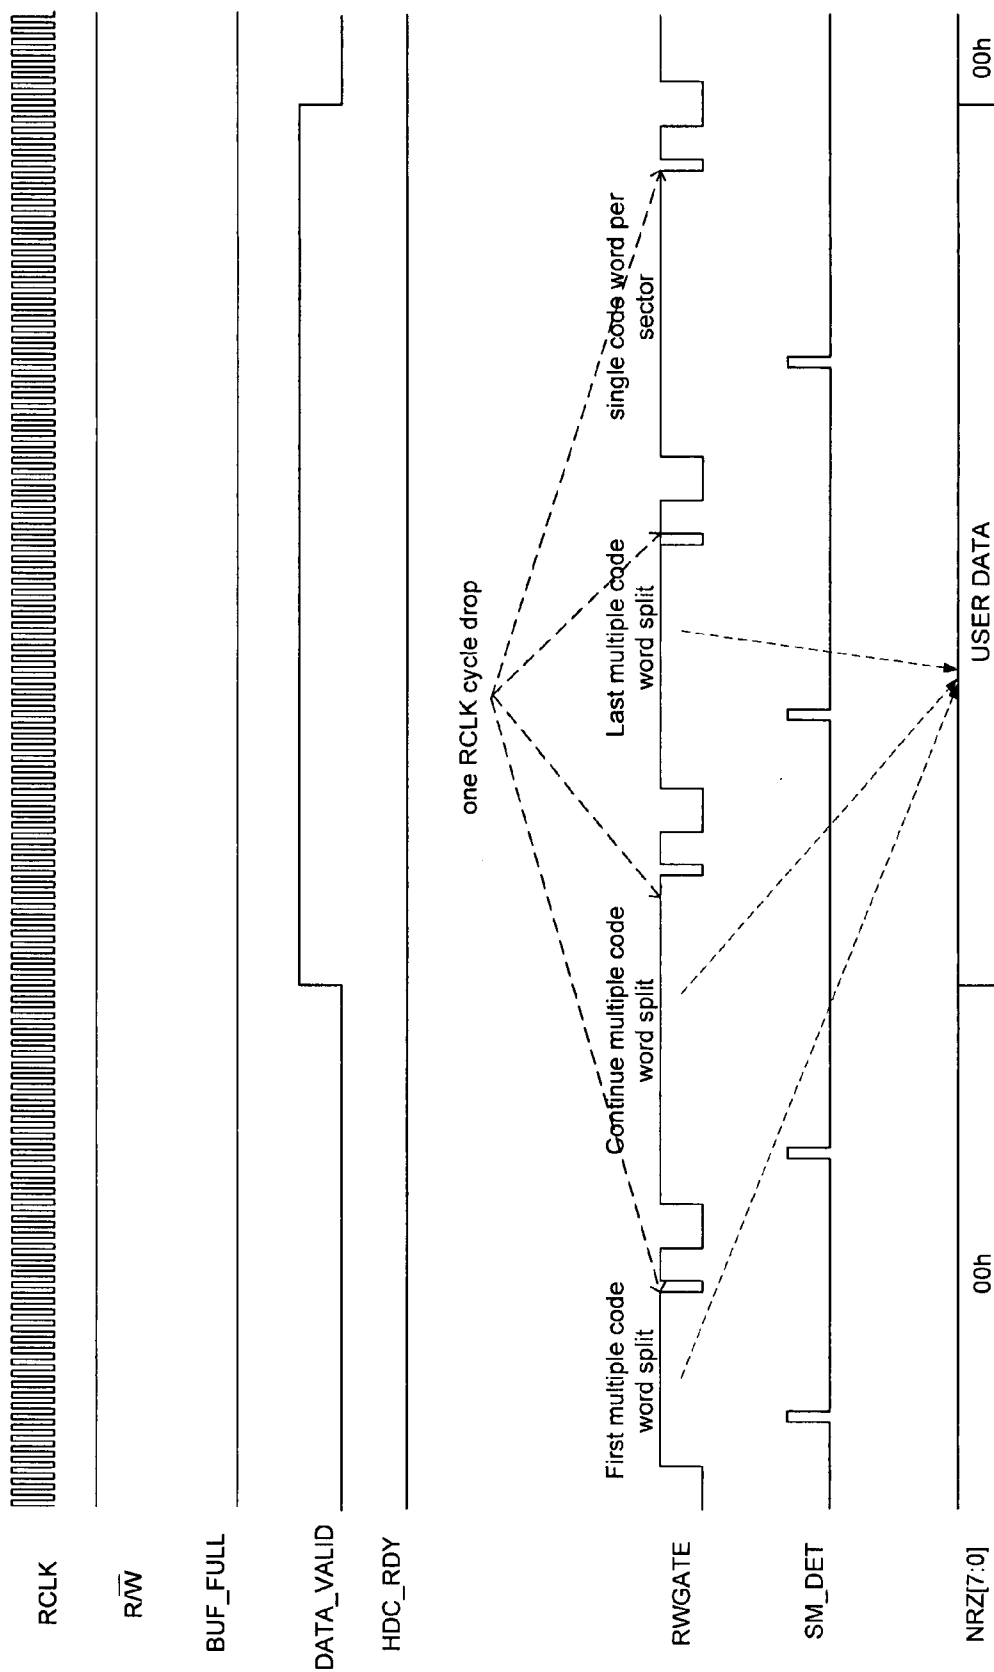 RCLK
R/W
BUF_FULL
DATA_VALID
HDC_RDY
one RCLK cycle drop
First multiple code
word split
Continue multiple code
word split
Last multiple code
word split
single code word per
sector
RWGATE
SM_DET
NRZ[7:0]
00h
USER DATA
00h